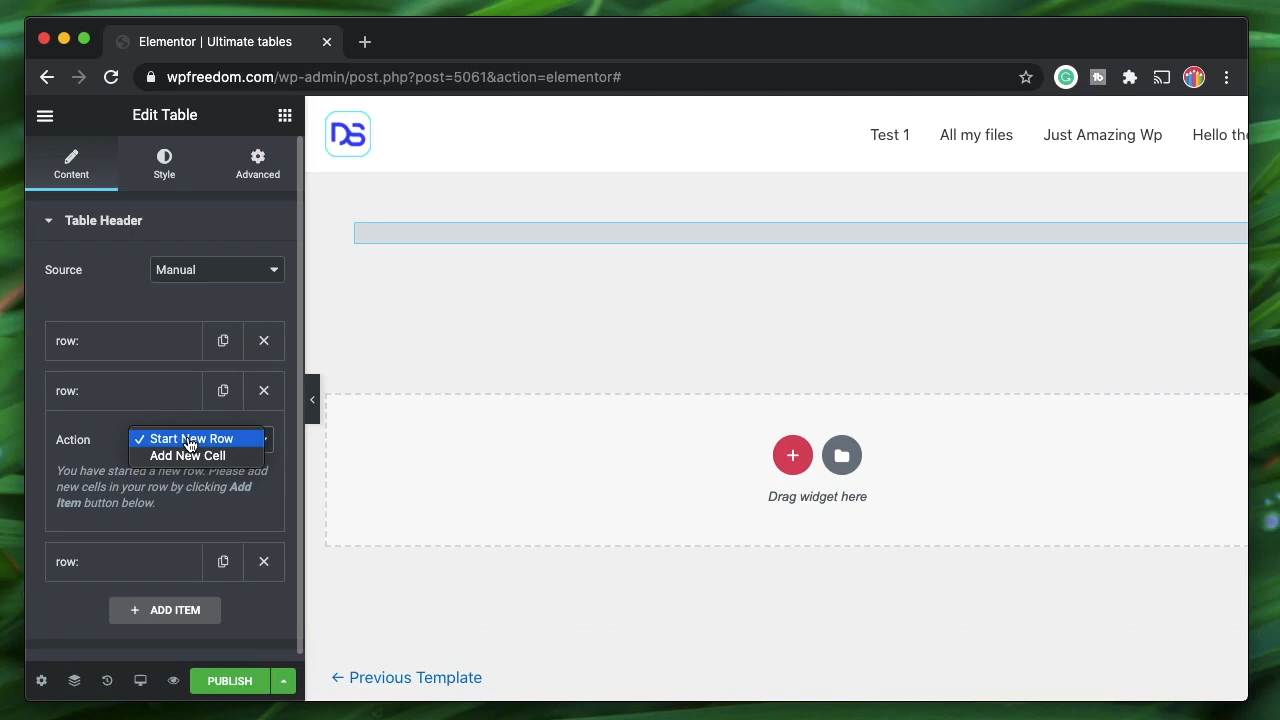 Elementor | Ultimate tables
wpfreedom.com/wp-admin/post.php?post=5061&action=elementor#
Edit Table
DS
Test 1 All my files Just Amazing Wp Hello the
Content Style Advanced
Table Header
Source Manual
row:
row:
Action
Start New Row
Add New Cell
You have started a new row. Please add
new cells in your row by clicking Add
Item button below.
row:
+ ADD ITEM
PUBLISH
Drag widget here
← Previous Template